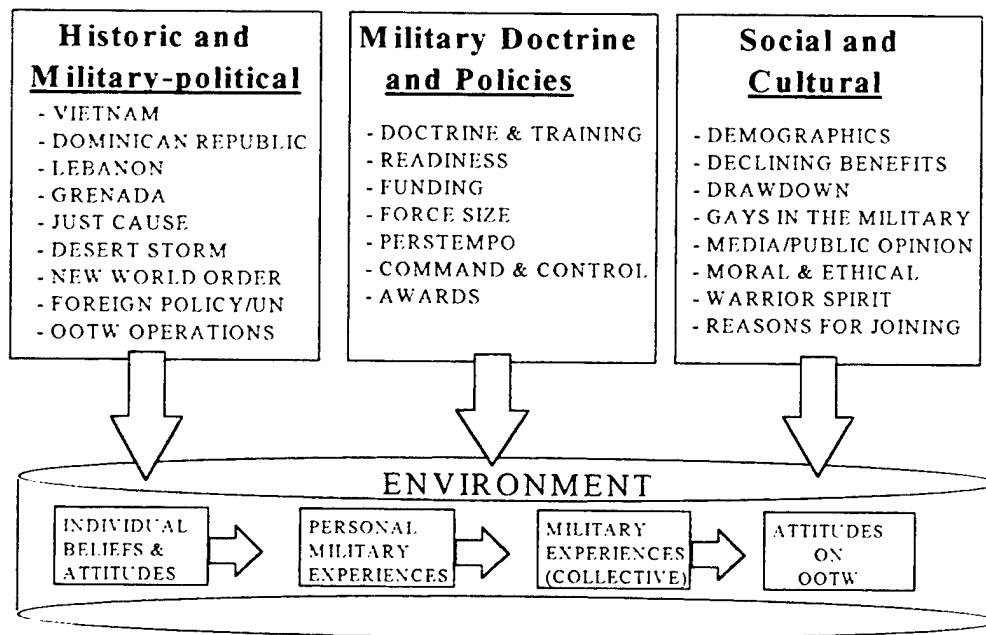 Historic and
Military-political
- VIETNAM
- DOMINICAN REPUBLIC
- LEBANON
- GRENADA
- JUST CAUSE
- DESERT STORM
- NEW WORLD ORDER
- FOREIGN POLICY/UN
- OOTW OPERATIONS
Military Doctrine
and Policies
- DOCTRINE & TRAINING
- READINESS
- FUNDING
- FORCE SIZE
- PERSTEMPO
- COMMAND & CONTROL
- AWARDS
Social and
Cultural
- DEMOGRAPHICS
- DECLINING BENEFITS
- DRAWDOWN
- GAYS IN THE MILITARY
- MEDIA/PUBLIC OPINION
- MORAL & ETHICAL
- WARRIOR SPIRIT
- REASONS FOR JOINING
ENVIRONMENT
INDIVIDUAL
BELIEFS &
ATTITUDES
PERSONAL
MILITARY
EXPERIENCES
MILITARY
EXPERIENCES
(COLLECTIVE)
ATTITUDES
ON
OOTW